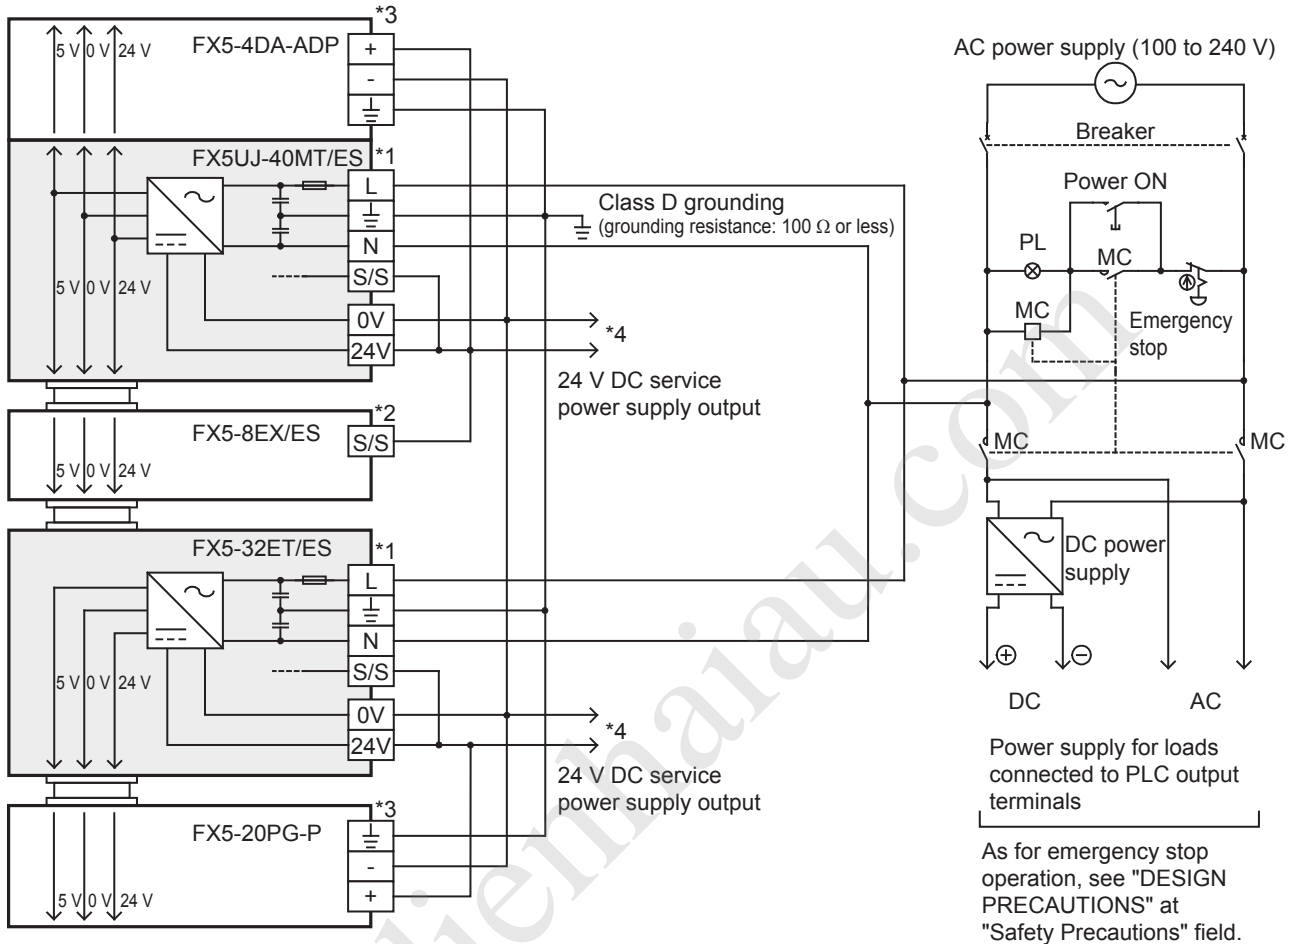 *3
FX5-4DA-ADP
5 V 0 V 24 V
+
-
FX5UJ-40MT/ES
*1
L
N
S/S
0V
24V
5 V 0 V 24 V
Class D grounding
(grounding resistance: 100 Ω or less)
*4
24 V DC service
power supply output
*2
FX5-8EX/ES
S/S
5 V 0 V 24 V
FX5-32ET/ES
*1
L
N
S/S
0V
24V
5 V 0 V 24 V
*4
24 V DC service
power supply output
*3
FX5-20PG-P
-
+
5 V 0 V 24 V
AC power supply (100 to 240 V)
Breaker
Power ON
PL
MC
MC
Emergency
stop
MC
MC
DC power
supply
+
-
DC
AC
Power supply for loads
connected to PLC output
terminals
As for emergency stop
operation, see "DESIGN
PRECAUTIONS" at
"Safety Precautions" field.
dienhaiau.com